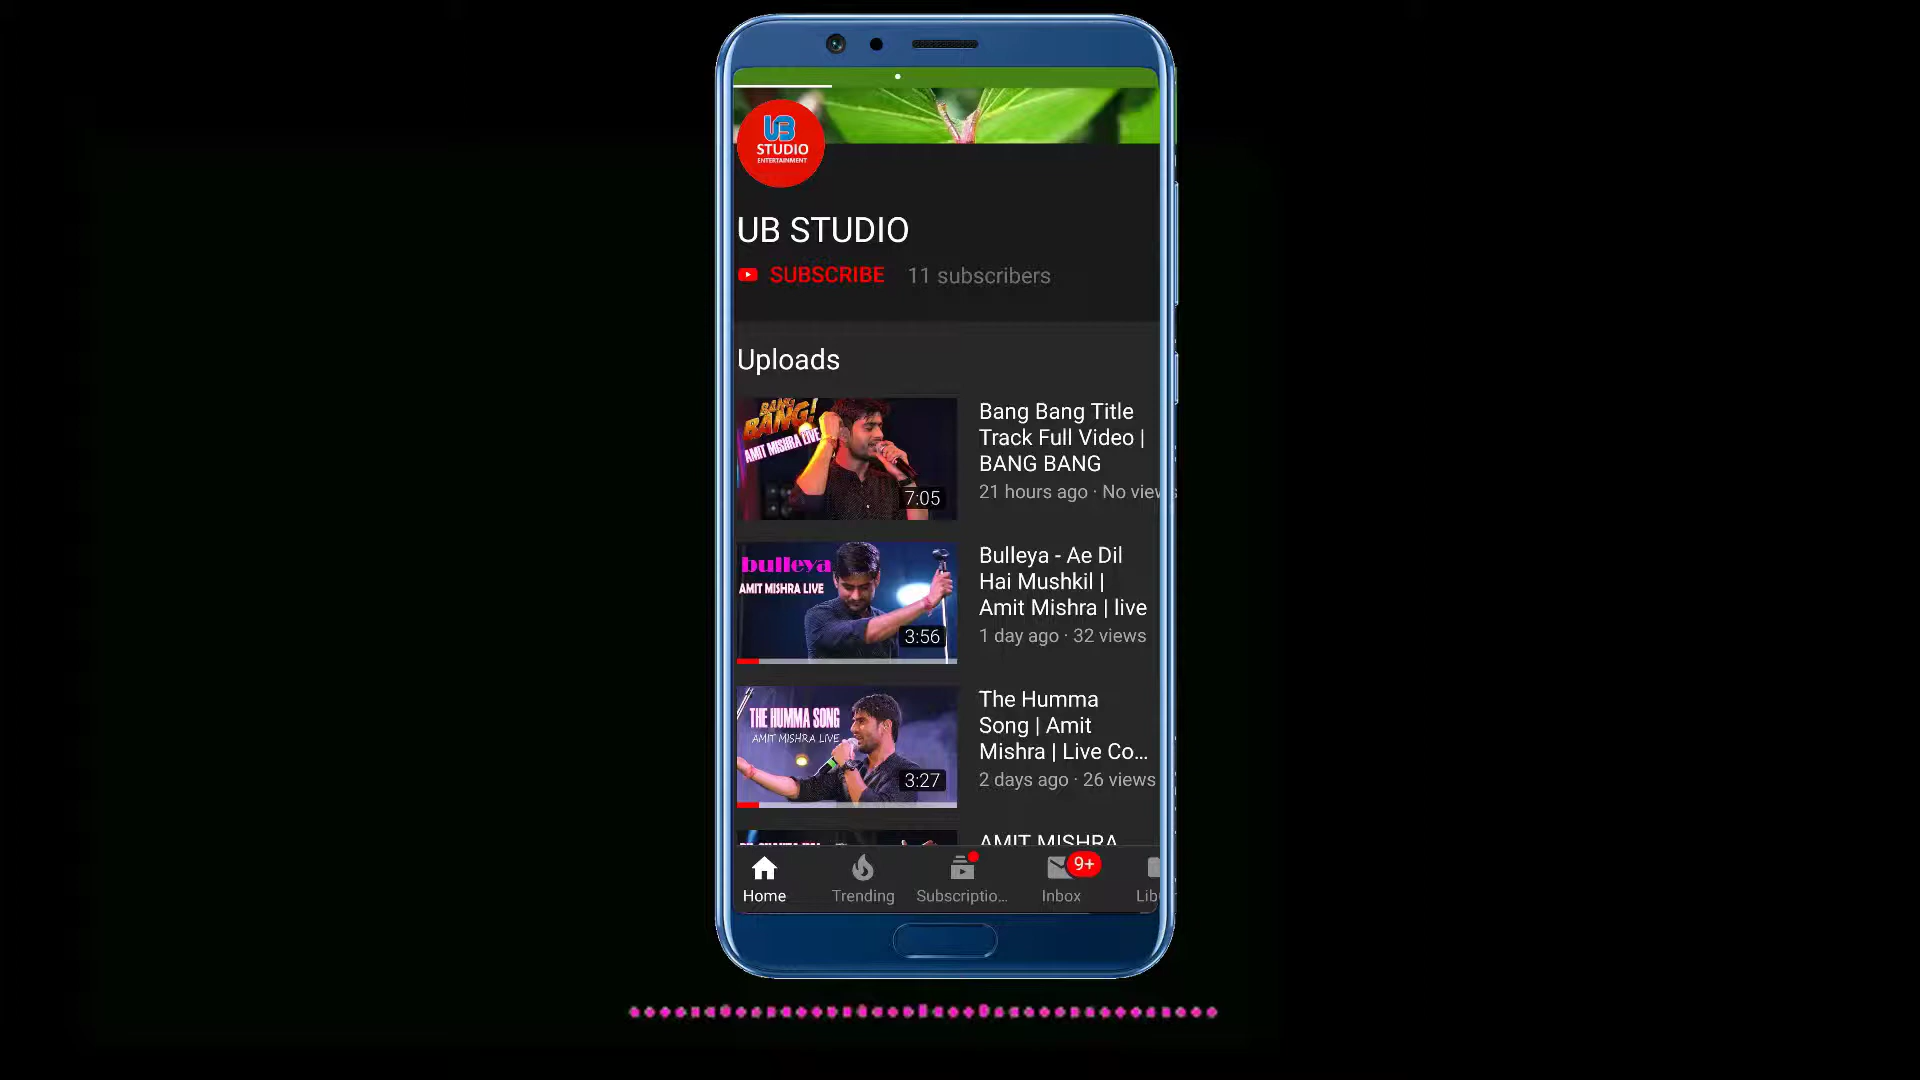 UB
STUDIO
ENTERTAINMENT
UB STUDIO
SUBSCRIBE 11 subscribers
Uploads
BANG
BANG!
AMIT MISHRA LIVE
7:05
Bang Bang Title
Track Full Video |
BANG BANG
21 hours ago · No views
bulleya
AMIT MISHRA LIVE
3:56
Bulleya - Ae Dil
Hai Mushkil |
Amit Mishra | live
1 day ago · 32 views
THE HUMMA SONG
AMIT MISHRA LIVE
3:27
The Humma
Song | Amit
Mishra | Live Co...
2 days ago · 26 views
AMIT MISHRA
Home
Trending
Subscriptio...
9+
Inbox
Lib